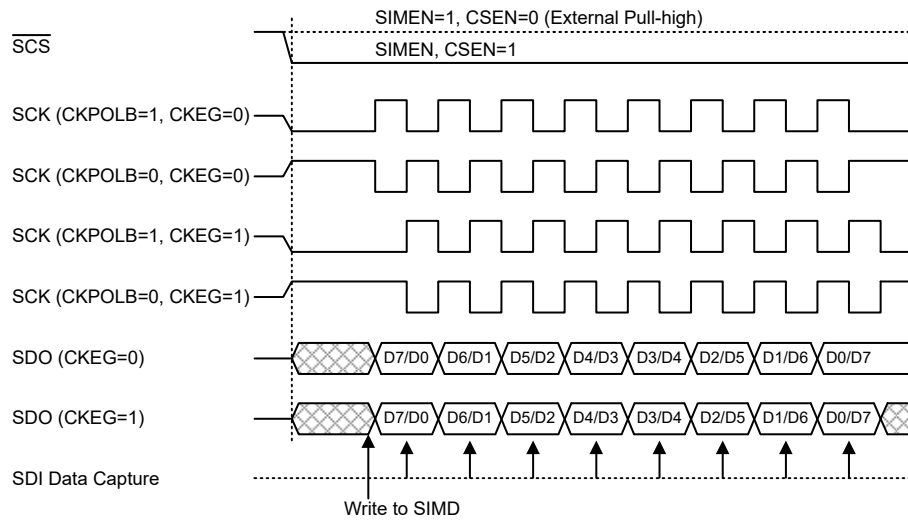 SIMEN=1, CSEN=0 (External Pull-high)
SCS
SIMEN, CSEN=1
SCK (CKPOLB=1, CKEG=0)
SCK (CKPOLB=0, CKEG=0)
SCK (CKPOLB=1, CKEG=1)
SCK (CKPOLB=0, CKEG=1)
SDO (CKEG=0) D7/D0 D6/D1 D5/D2 D4/D3 D3/D4 D2/D5 D1/D6 D0/D7
SDO (CKEG=1) D7/D0 D6/D1 D5/D2 D4/D3 D3/D4 D2/D5 D1/D6 D0/D7
SDI Data Capture
Write to SIMD